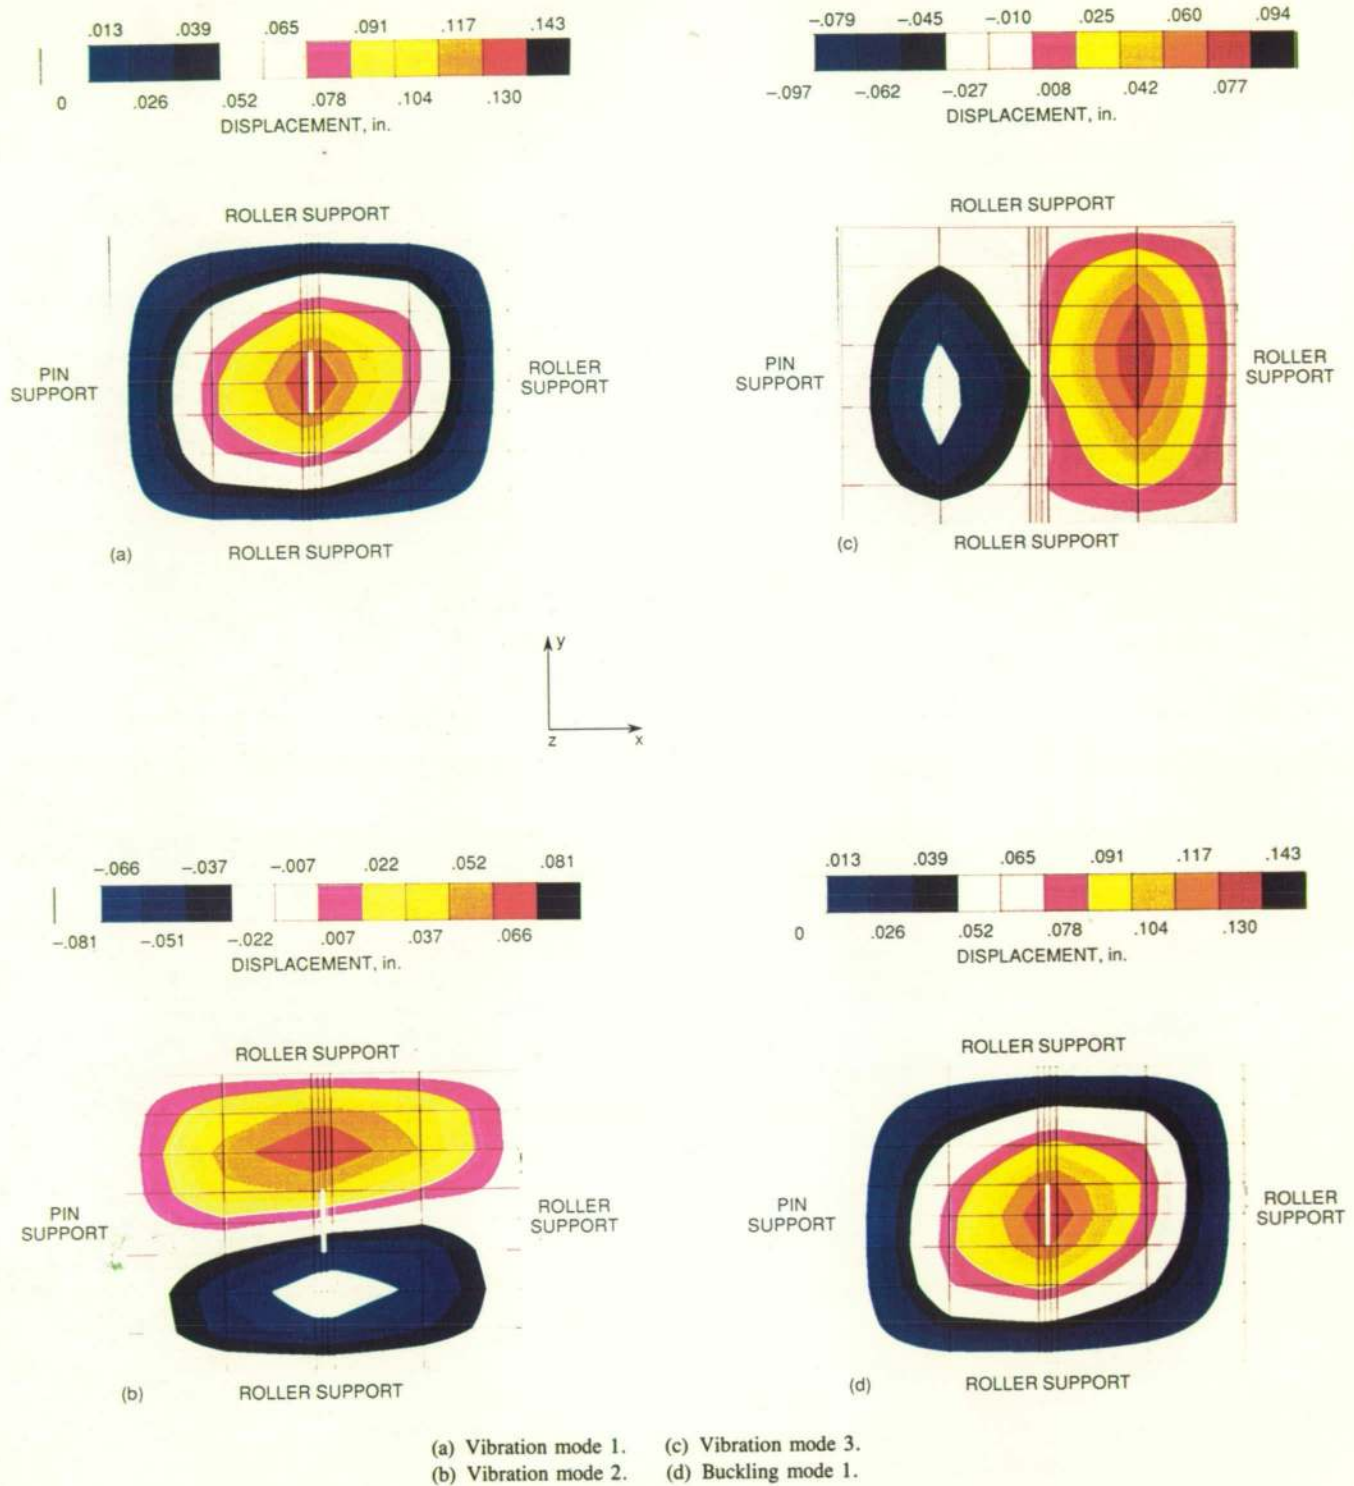 .013 .039 .065 .091 .117 .143
0 .026 .052 .078 .104 .130
DISPLACEMENT, in.
ROLLER SUPPORT
PIN
SUPPORT
ROLLER
SUPPORT
(a)
ROLLER SUPPORT
−.079 −.045 −.010 .025 .060 .094
−.097 −.062 −.027 .008 .042 .077
DISPLACEMENT, in.
ROLLER SUPPORT
PIN
SUPPORT
ROLLER
SUPPORT
(c)
ROLLER SUPPORT
y
z
x
−.066 −.037 −.007 .022 .052 .081
−.081 −.051 −.022 .007 .037 .066
DISPLACEMENT, in.
ROLLER SUPPORT
PIN
SUPPORT
ROLLER
SUPPORT
(b)
ROLLER SUPPORT
.013 .039 .065 .091 .117 .143
0 .026 .052 .078 .104 .130
DISPLACEMENT, in.
ROLLER SUPPORT
PIN
SUPPORT
ROLLER
SUPPORT
(d)
ROLLER SUPPORT
(a) Vibration mode 1. (c) Vibration mode 3.
(b) Vibration mode 2. (d) Buckling mode 1.